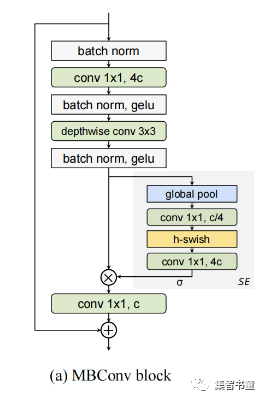 batch norm
conv 1x1, 4c
batch norm, gelu
depthwise conv 3x3
batch norm, gelu
global pool
conv 1x1, c/4
h-swish
conv 1x1, 4c
σ
SE
conv 1x1, c
(a) MBConv block
集智书童